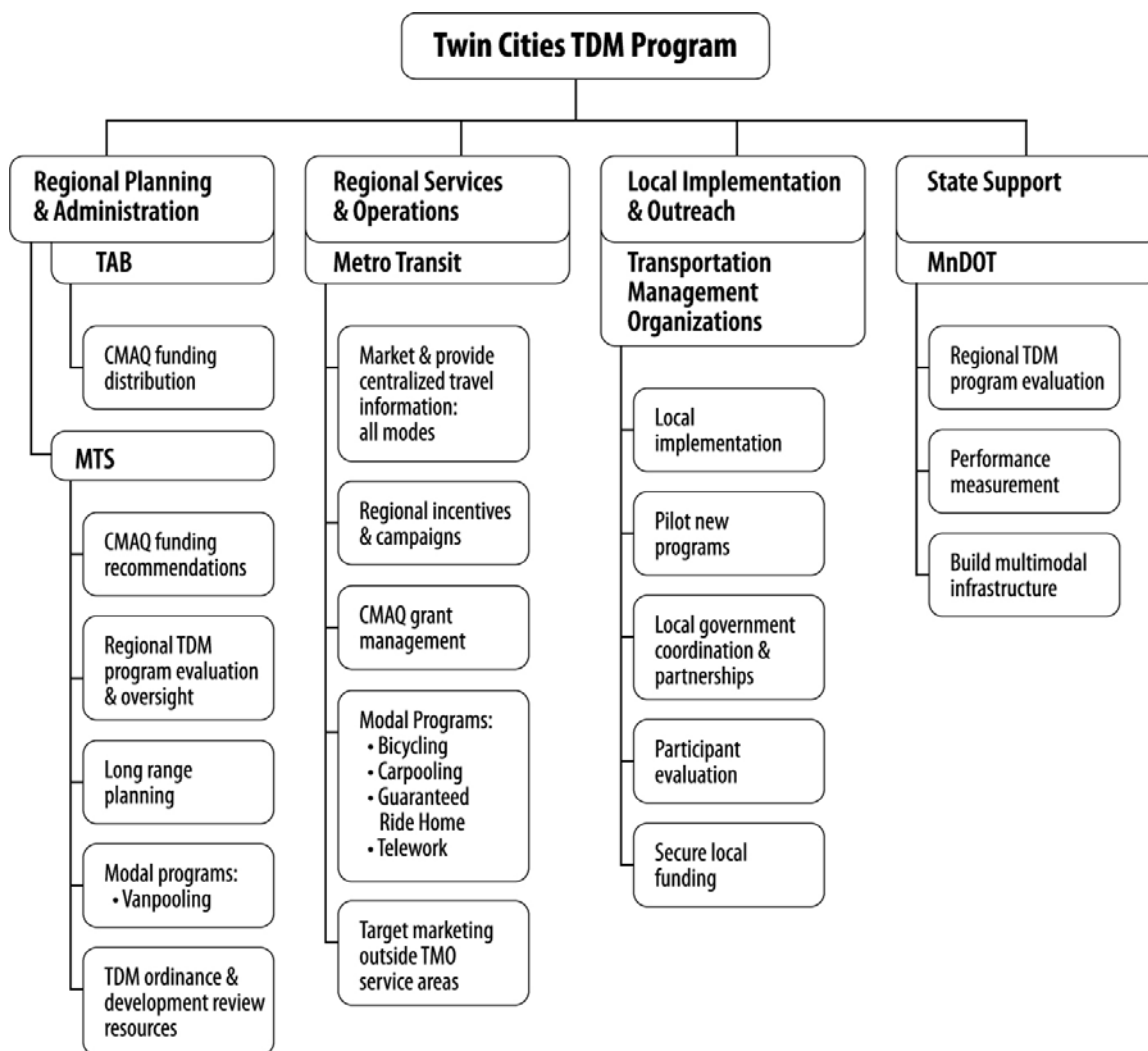 Twin Cities TDM Program
Regional Planning
& Administration
TAB
CMAQ funding
distribution
MTS
CMAQ funding
recommendations
Regional TDM
program evaluation
& oversight
Long range
planning
Modal programs:
• Vanpooling
TDM ordinance &
development review
resources
Regional Services
& Operations
Metro Transit
Market & provide
centralized travel
information:
all modes
Regional incentives
& campaigns
CMAQ grant
management
Modal Programs:
• Bicycling
• Carpooling
• Guaranteed
Ride Home
• Telework
Target marketing
outside TMO
service areas
Local Implementation
& Outreach
Transportation
Management
Organizations
Local
implementation
Pilot new
programs
Local government
coordination &
partnerships
Participant
evaluation
Secure local
funding
State Support
MnDOT
Regional TDM
program evaluation
Performance
measurement
Build multimodal
infrastructure